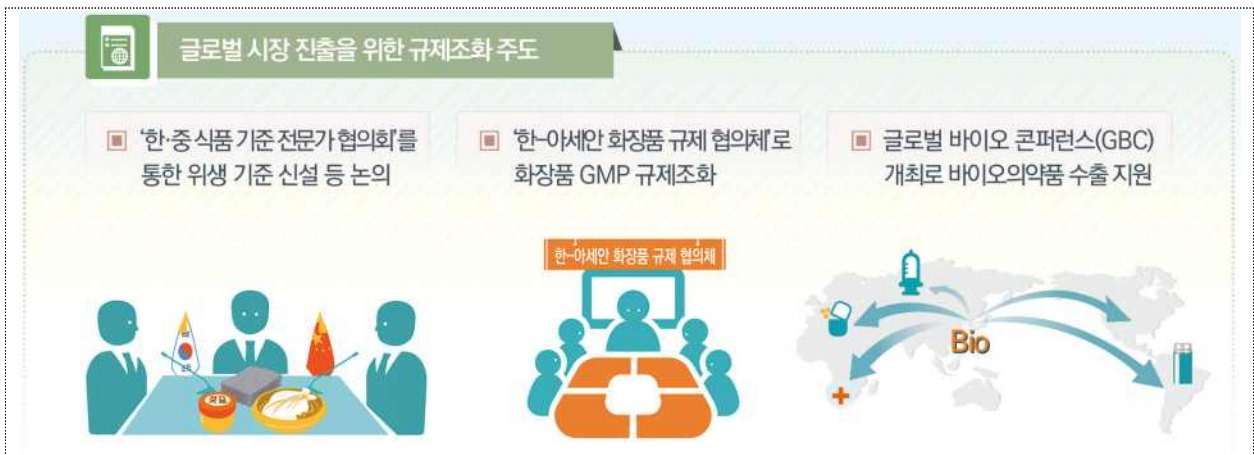 글로벌 시장 진출을 위한 규제조화 주도
‘한·중 식품 기준 전문가 협의회’를
통한 위생 기준 신설 등 논의
‘한-아세안 화장품 규제 협의체’로
화장품 GMP 규제조화
글로벌 바이오 콘퍼런스(GBC)
개최로 바이오의약품 수출 지원
한-아세안 화장품 규제 협의체
Bio